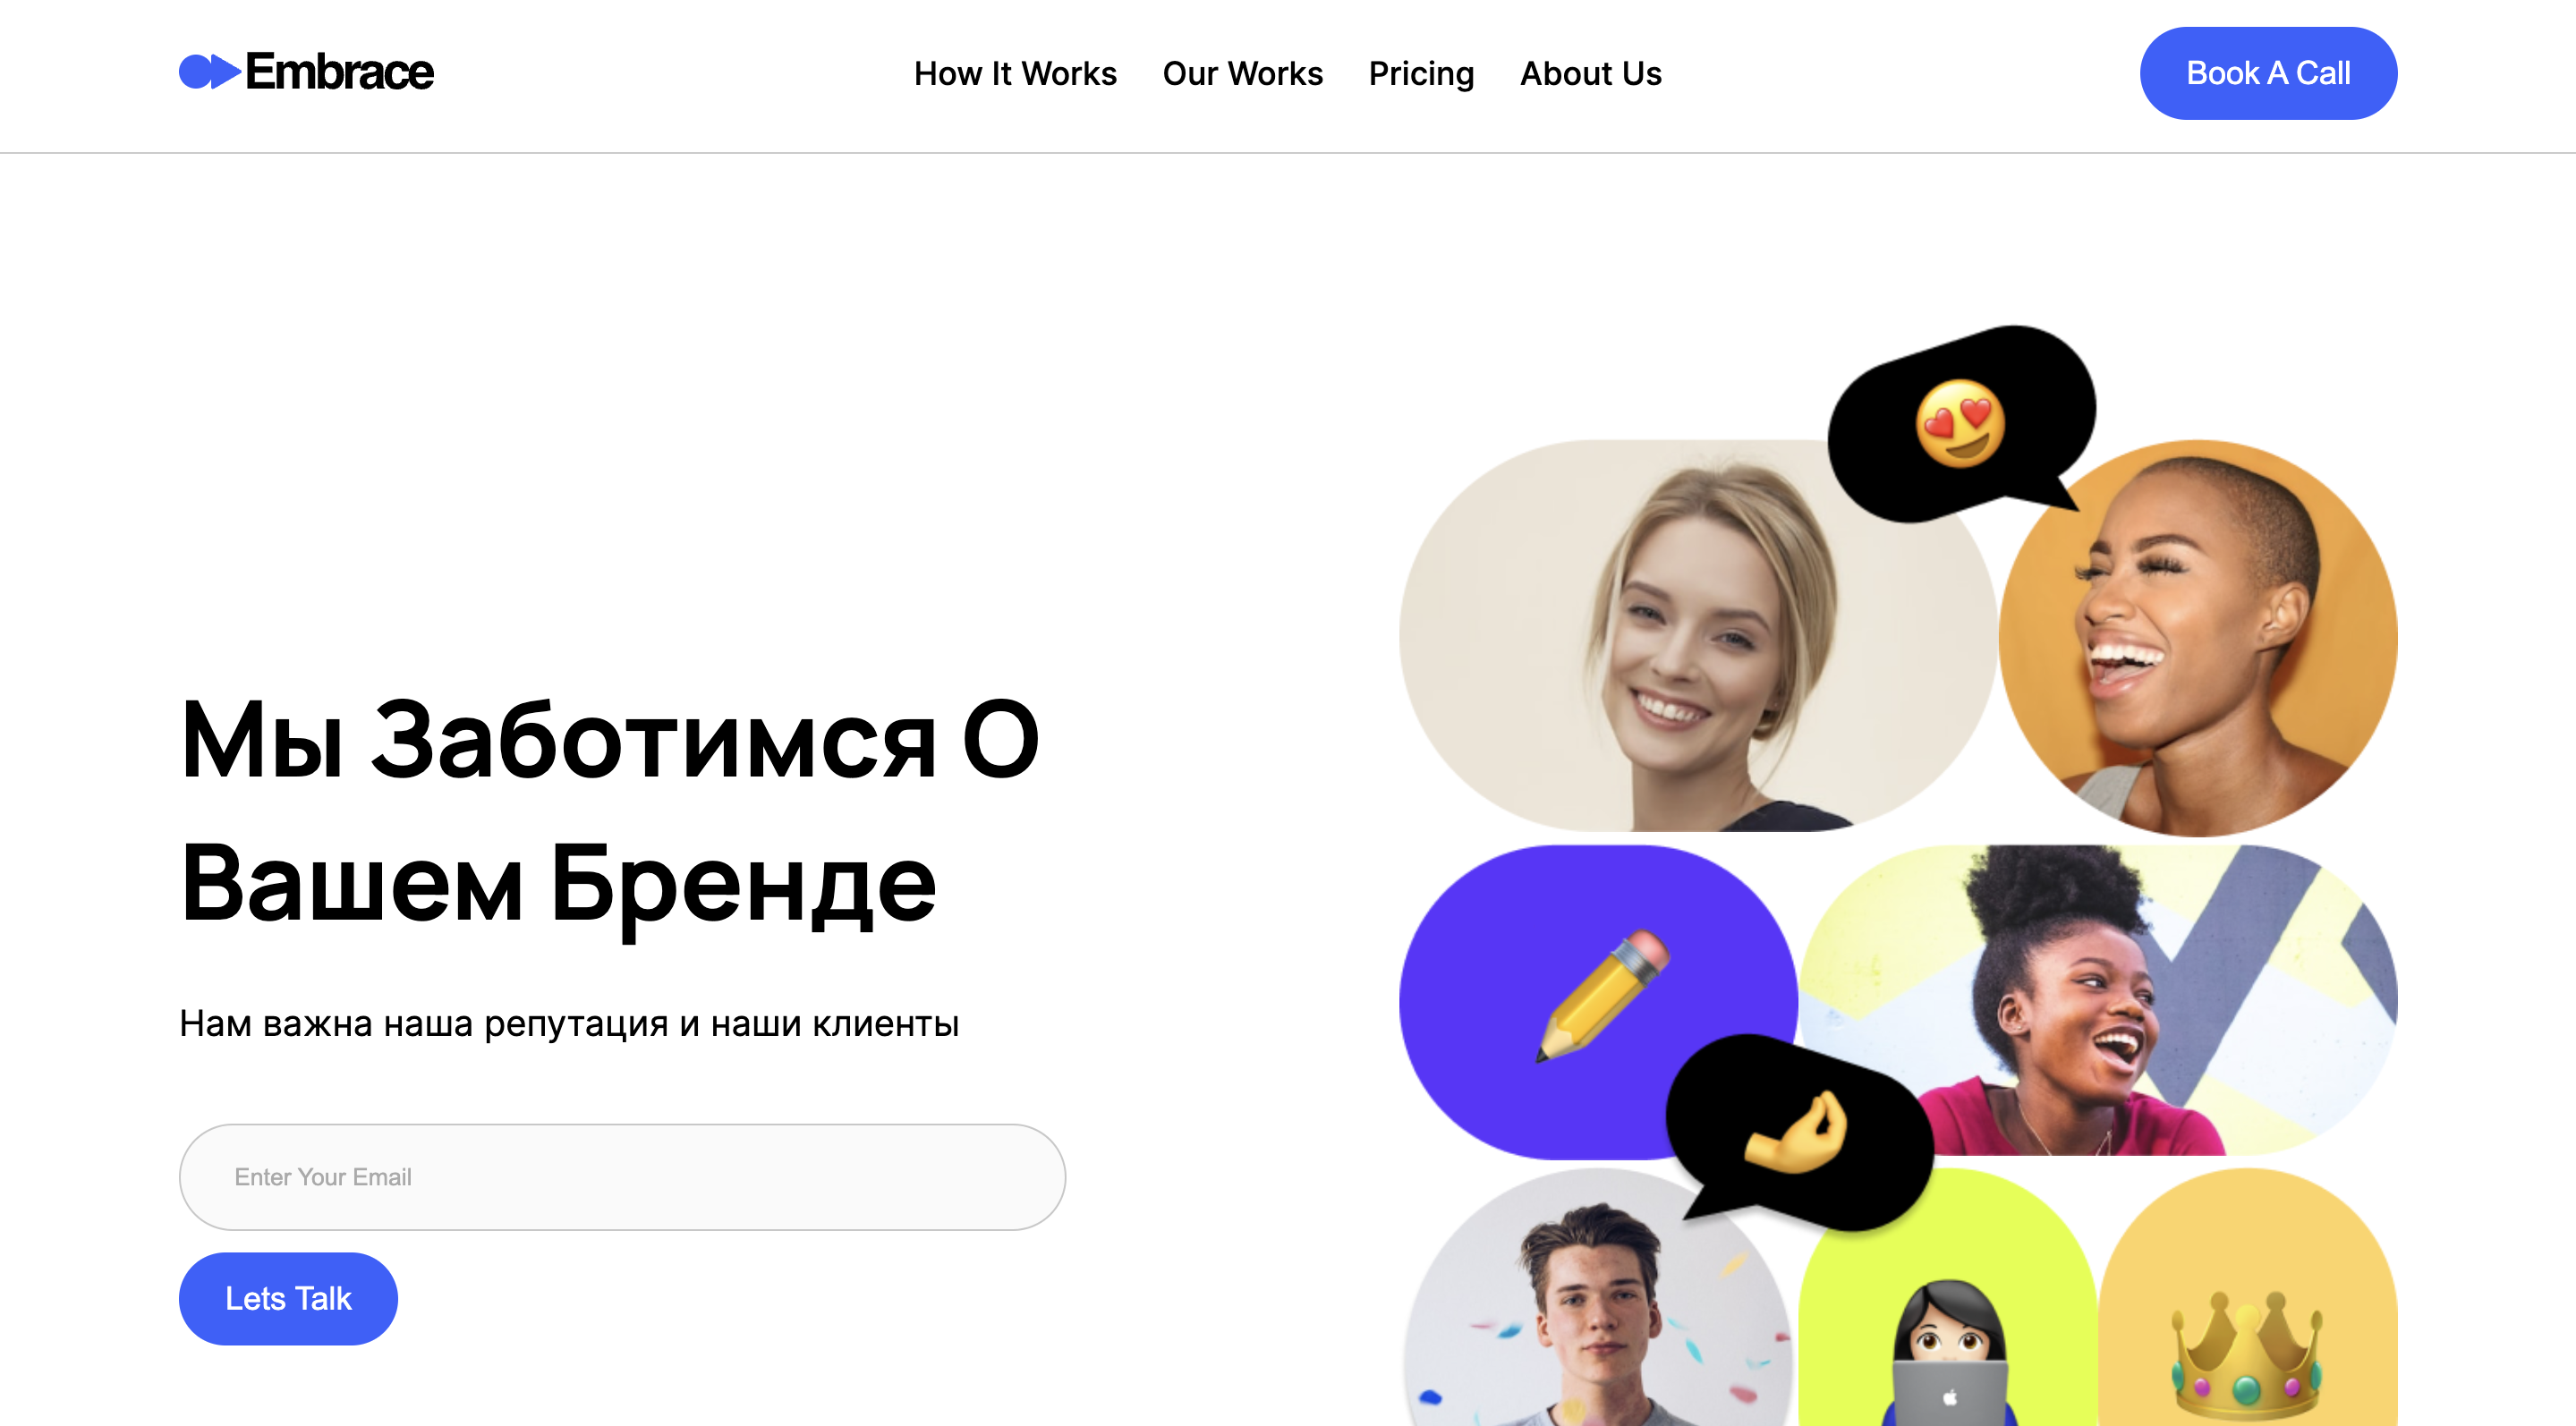 Embrace
How It Works
Our Works
Pricing
About Us
Book A Call
Мы Заботимся О
Вашем Бренде
Нам важна наша репутация и наши клиенты
Enter Your Email
Lets Talk